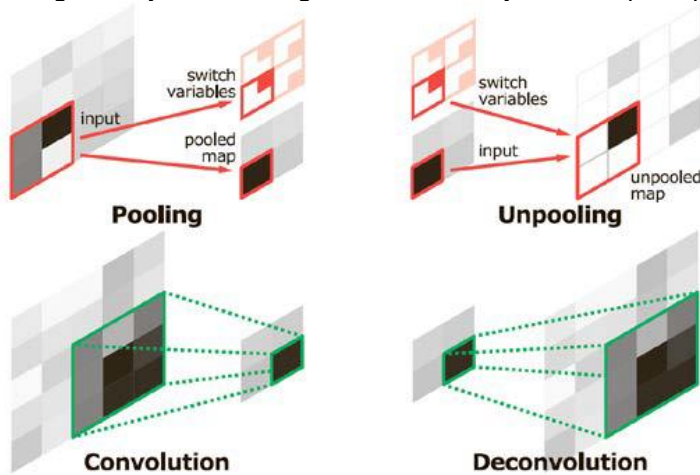 switch
variables
input
pooled
map
Pooling
switch
variables
input
unpooled
map
Unpooling
Convolution
Deconvolution